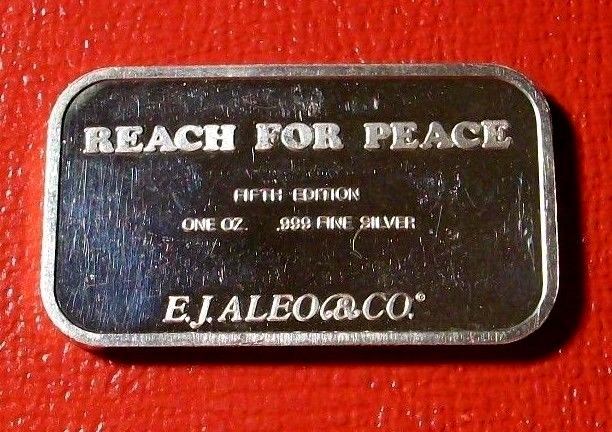 REACH FOR PEACE
FIFTH EDITION
ONE OZ. .999 FINE SILVER
E.J. ALEO & CO.®